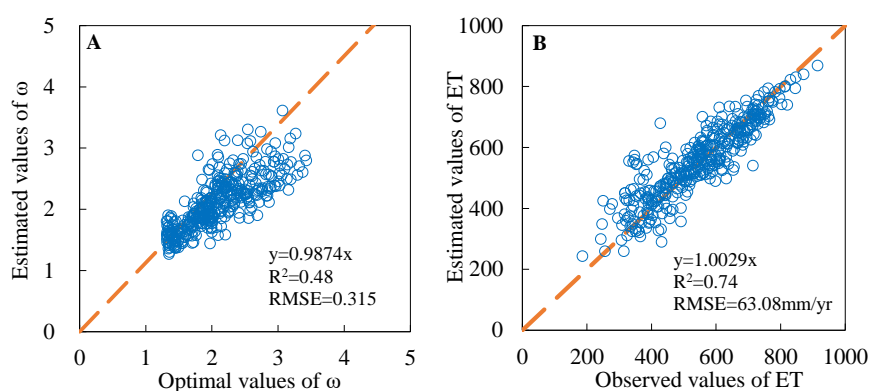 A
5
4
3
2
1
0
0 1 2 3 4 5
Estimated values of ω
Optimal values of ω
y=0.9874x
R²=0.48
RMSE=0.315
B
1000
800
600
400
200
0
0 200 400 600 800 1000
Estimated values of ET
Observed values of ET
y=1.0029x
R²=0.74
RMSE=63.08mm/yr